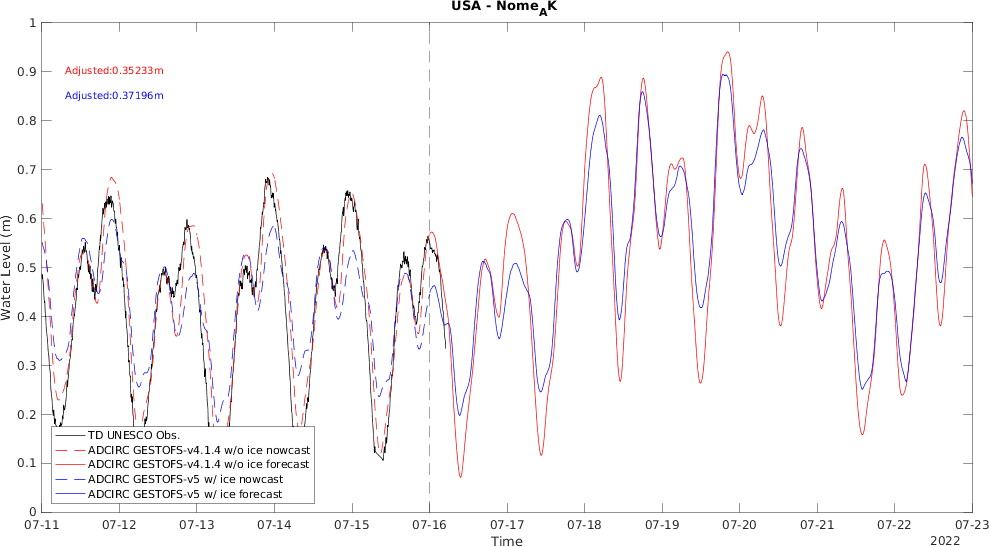 USA - Nome_AK
1
0.9
0.8
0.7
0.6
0.5
0.4
0.3
0.2
0.1
0
Water Level (m)
Adjusted:0.35233m
Adjusted:0.37196m
TD UNESCO Obs.
ADCIRC GESTOFS-v4.1.4 w/o ice nowcast
ADCIRC GESTOFS-v4.1.4 w/o ice forecast
ADCIRC GESTOFS-v5 w/ ice nowcast
ADCIRC GESTOFS-v5 w/ ice forecast
07-11 07-12 07-13 07-14 07-15 07-16 07-17 07-18 07-19 07-20 07-21 07-22 07-23
Time
2022